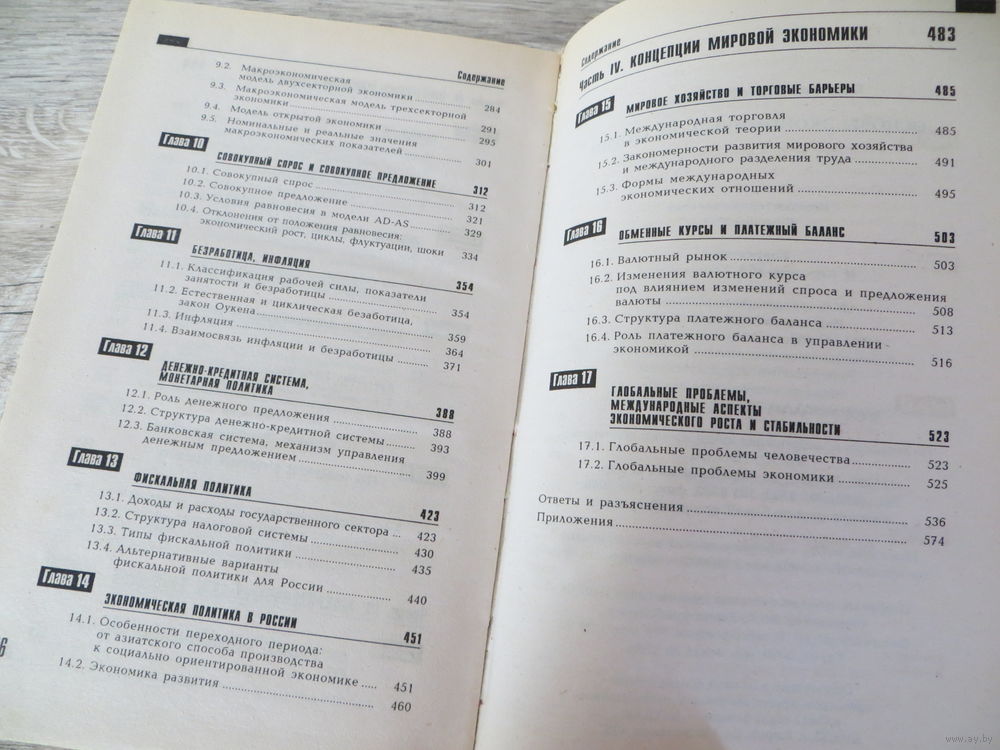 Содержание
9.2. Макроэкономическая
модель двухсекторной экономики 284
9.3. Макроэкономическая модель трехсекторной
экономики 291
9.4. Модель открытой экономики 295
9.5. Номинальные и реальные значения
макроэкономических показателей 301
Глава 10
СОВОКУПНЫЙ СПРОС И СОВОКУПНОЕ ПРЕДЛОЖЕНИЕ 312
10.1. Совокупный спрос 312
10.2. Совокупное предложение 321
10.3. Условия равновесия в модели AD-AS 329
10.4. Отклонения от положения равновесия:
экономический рост, циклы, флуктуации, шоки 334
Глава 11
БЕЗРАБОТИЦА, ИНФЛЯЦИЯ 354
11.1. Классификация рабочей силы, показатели
занятости и безработицы 354
11.2. Естественная и циклическая безаботица,
закон Оукена 359
11.3. Инфляция 364
11.4. Взаимосвязь инфляции и безработицы 371
Глава 12
ДЕНЕЖНО-КРЕДИТНАЯ СИСТЕМА,
МОНЕТАРНАЯ ПОЛИТИКА 388
12.1. Роль денежного предложения 388
12.2. Структура денежно-кредитной системы 393
12.3. Банковская система, механизм управления
денежным предложением 399
Глава 13
ФИСКАЛЬНАЯ ПОЛИТИКА 423
13.1. Доходы и расходы государственного сектора ... 423
13.2. Структура налоговой системы 430
13.3. Типы фискальной политики 435
13.4. Альтернативные варианты
фискальной политики для России 440
Глава 14
ЭКОНОМИЧЕСКАЯ ПОЛИТИКА В РОССИИ 451
14.1. Особенности переходного периода:
от азиатского способа производства
к социально ориентированной экономике ..... 451
14.2. Экономика развития 460
6
Содержание
Часть IV. КОНЦЕПЦИИ МИРОВОЙ ЭКОНОМИКИ 483
Глава 15
МИРОВОЕ ХОЗЯЙСТВО И ТОРГОВЫЕ БАРЬЕРЫ 485
15.1. Международная торговля
в экономической теории 485
15.2. Закономерности развития мирового хозяйства
и международного разделения труда 491
15.3. Формы международных
экономических отношений 495
Глава 16
ОБМЕННЫЕ КУРСЫ И ПЛАТЕЖНЫЙ БАЛАНС 503
16.1. Валютный рынок 503
16.2. Изменения валютного курса
под влиянием изменений спроса и предложения
валюты 508
16.3. Структура платежного баланса 513
16.4. Роль платежного баланса в управлении
экономикой 516
Глава 17
ГЛОБАЛЬНЫЕ ПРОБЛЕМЫ,
МЕЖДУНАРОДНЫЕ АСПЕКТЫ
ЭКОНОМИЧЕСКОГО РОСТА И СТАБИЛЬНОСТИ 523
17.1. Глобальные проблемы человечества 523
17.2. Глобальные проблемы экономики 525
Ответы и разъяснения 536
Приложения 574
www.ay.by